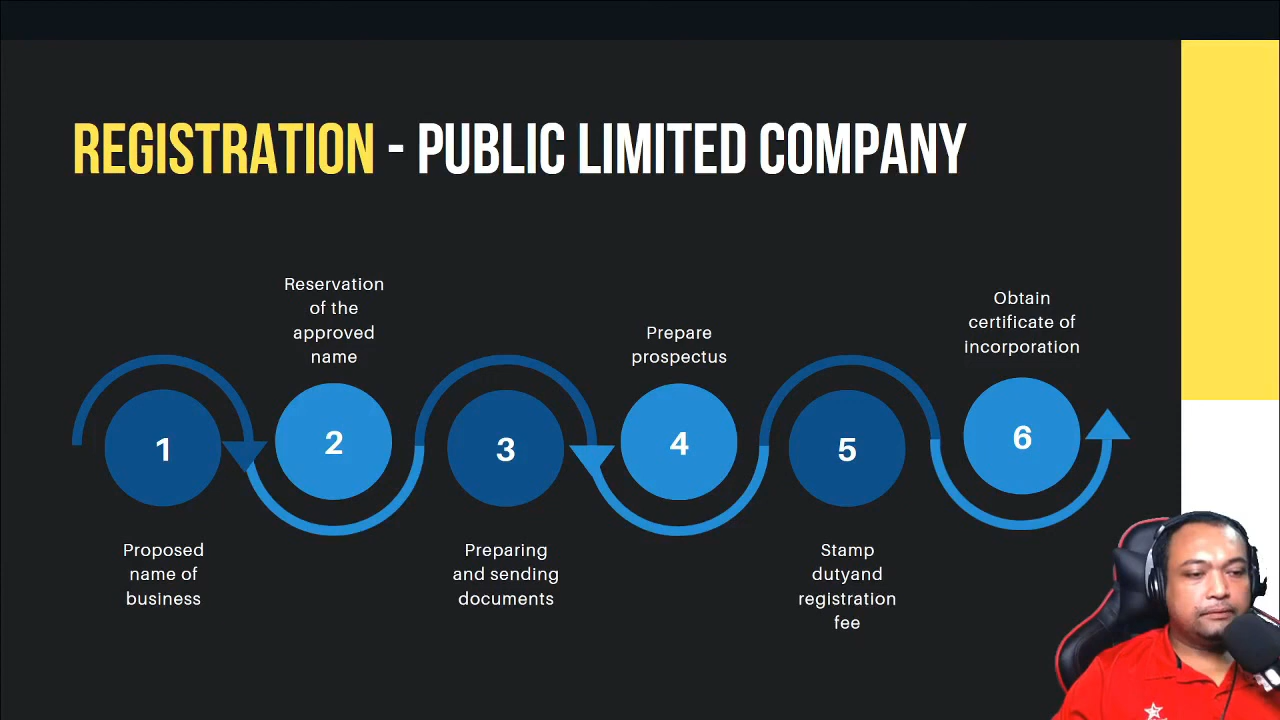 REGISTRATION - PUBLIC LIMITED COMPANY
1
Proposed
name of
business
Reservation
of the
approved
name
2
3
Preparing
and sending
documents
Prepare
prospectus
4
5
Stamp
dutyand
registration
fee
Obtain
certificate of
incorporation
6